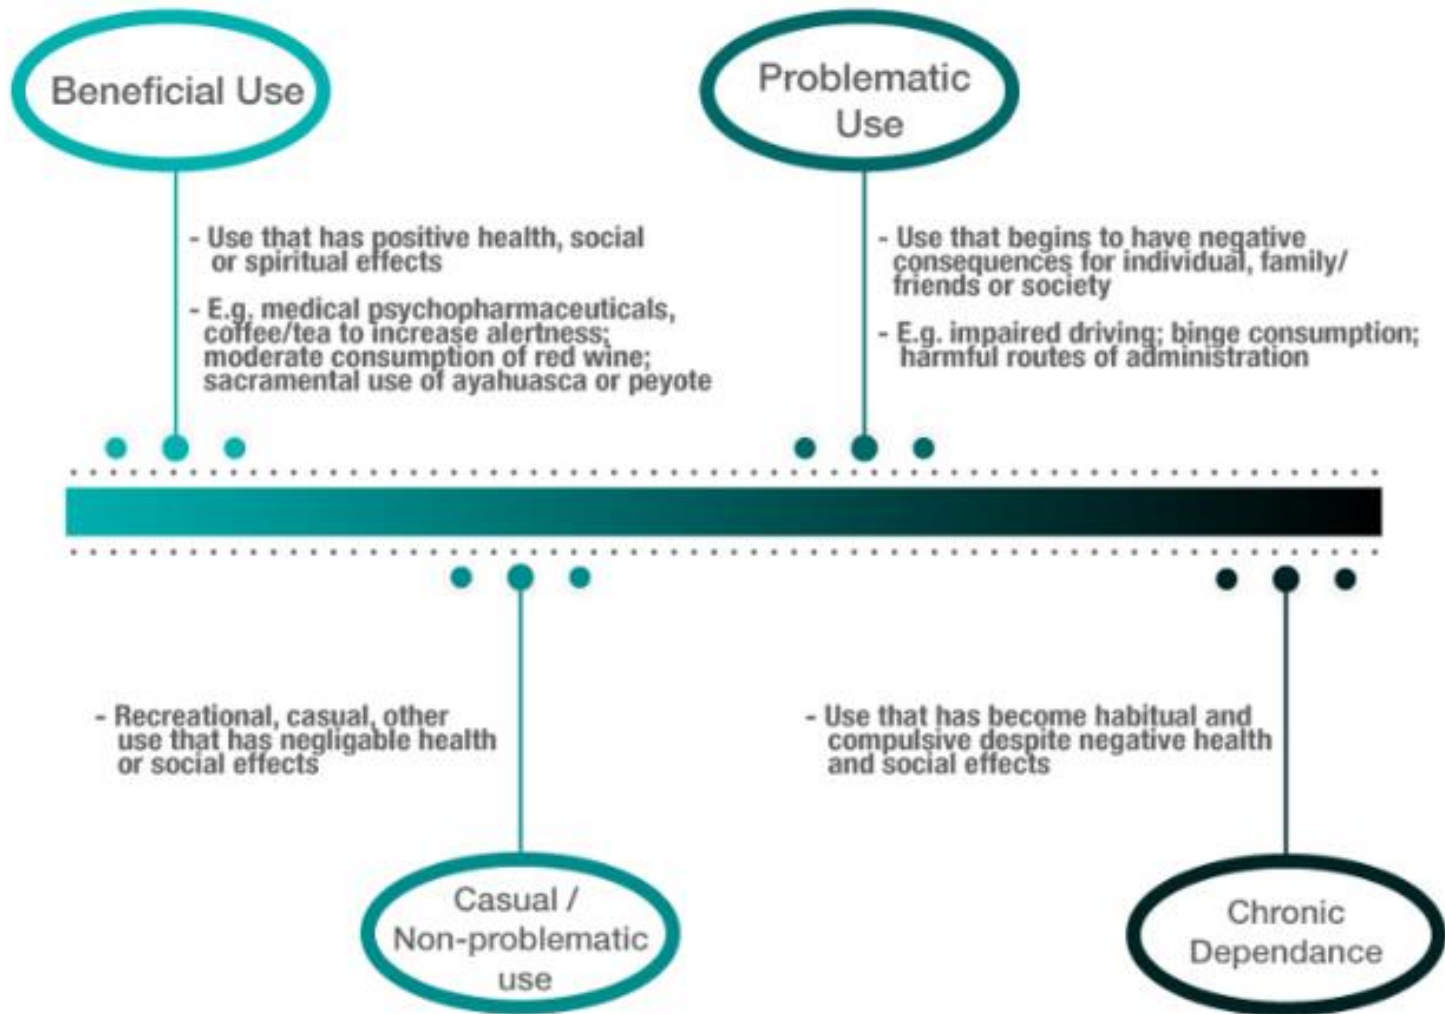 Beneficial Use
- Use that has positive health, social
or spiritual effects
- E.g. medical psychopharmaceuticals,
coffee/tea to increase alertness;
moderate consumption of red wine;
sacramental use of ayahuasca or peyote
Problematic
Use
- Use that begins to have negative
consequences for individual, family/
friends or society
- E.g. impaired driving; binge consumption;
harmful routes of administration
- Recreational, casual, other
use that has negligable health
or social effects
Casual /
Non-problematic
use
- Use that has become habitual and
compulsive despite negative health
and social effects
Chronic
Dependance